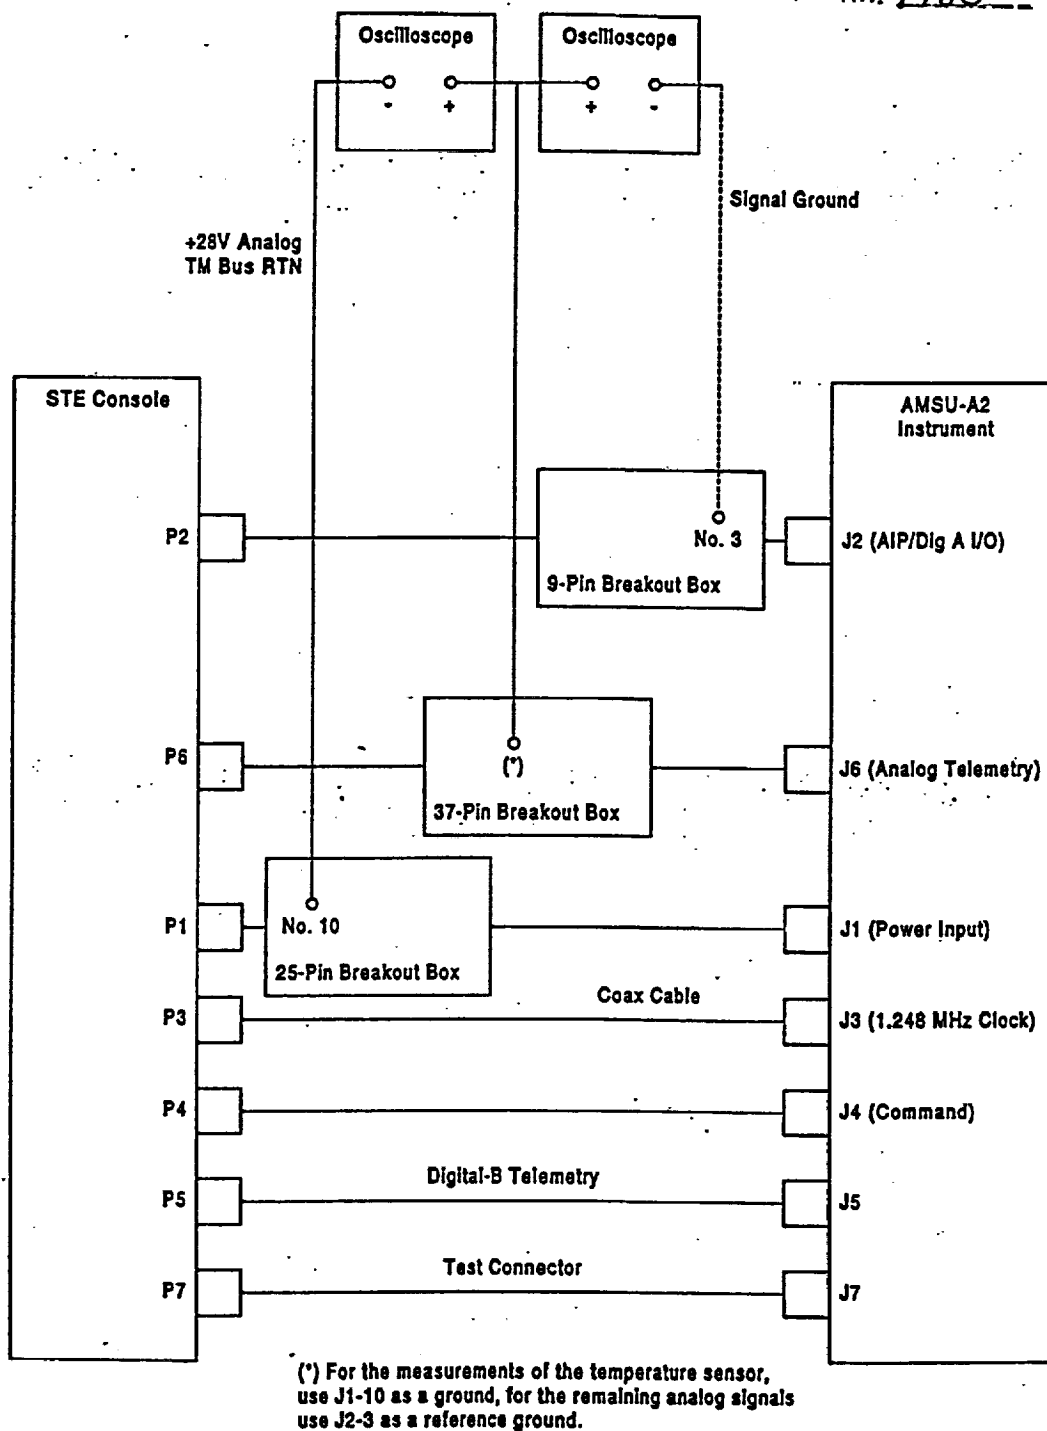 Oscilloscope
Oscilloscope
- +
+ -
Signal Ground
+28V Analog
TM Bus RTN
STE Console
AMSU-A2
Instrument
P2
No. 3
J2 (AIP/Dig A I/O)
9-Pin Breakout Box
P6
(*)
J6 (Analog Telemetry)
37-Pin Breakout Box
P1
No. 10
J1 (Power Input)
25-Pin Breakout Box
Coax Cable
P3
J3 (1.248 MHz Clock)
P4
J4 (Command)
Digital-B Telemetry
P5
J5
Test Connector
P7
J7
(*) For the measurements of the temperature sensor,
use J1-10 as a ground, for the remaining analog signals
use J2-3 as a reference ground.